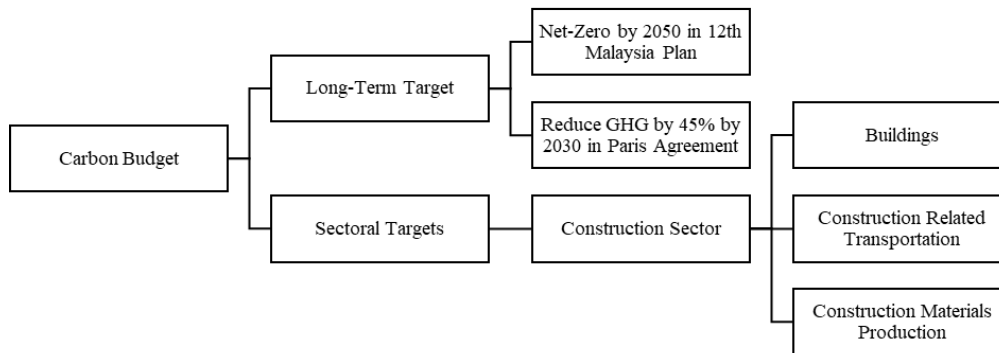 Net-Zero by 2050 in 12th
Malaysia Plan
Long-Term Target
Reduce GHG by 45% by
2030 in Paris Agreement
Buildings
Carbon Budget
Sectoral Targets
Construction Sector
Construction Related
Transportation
Construction Materials
Production